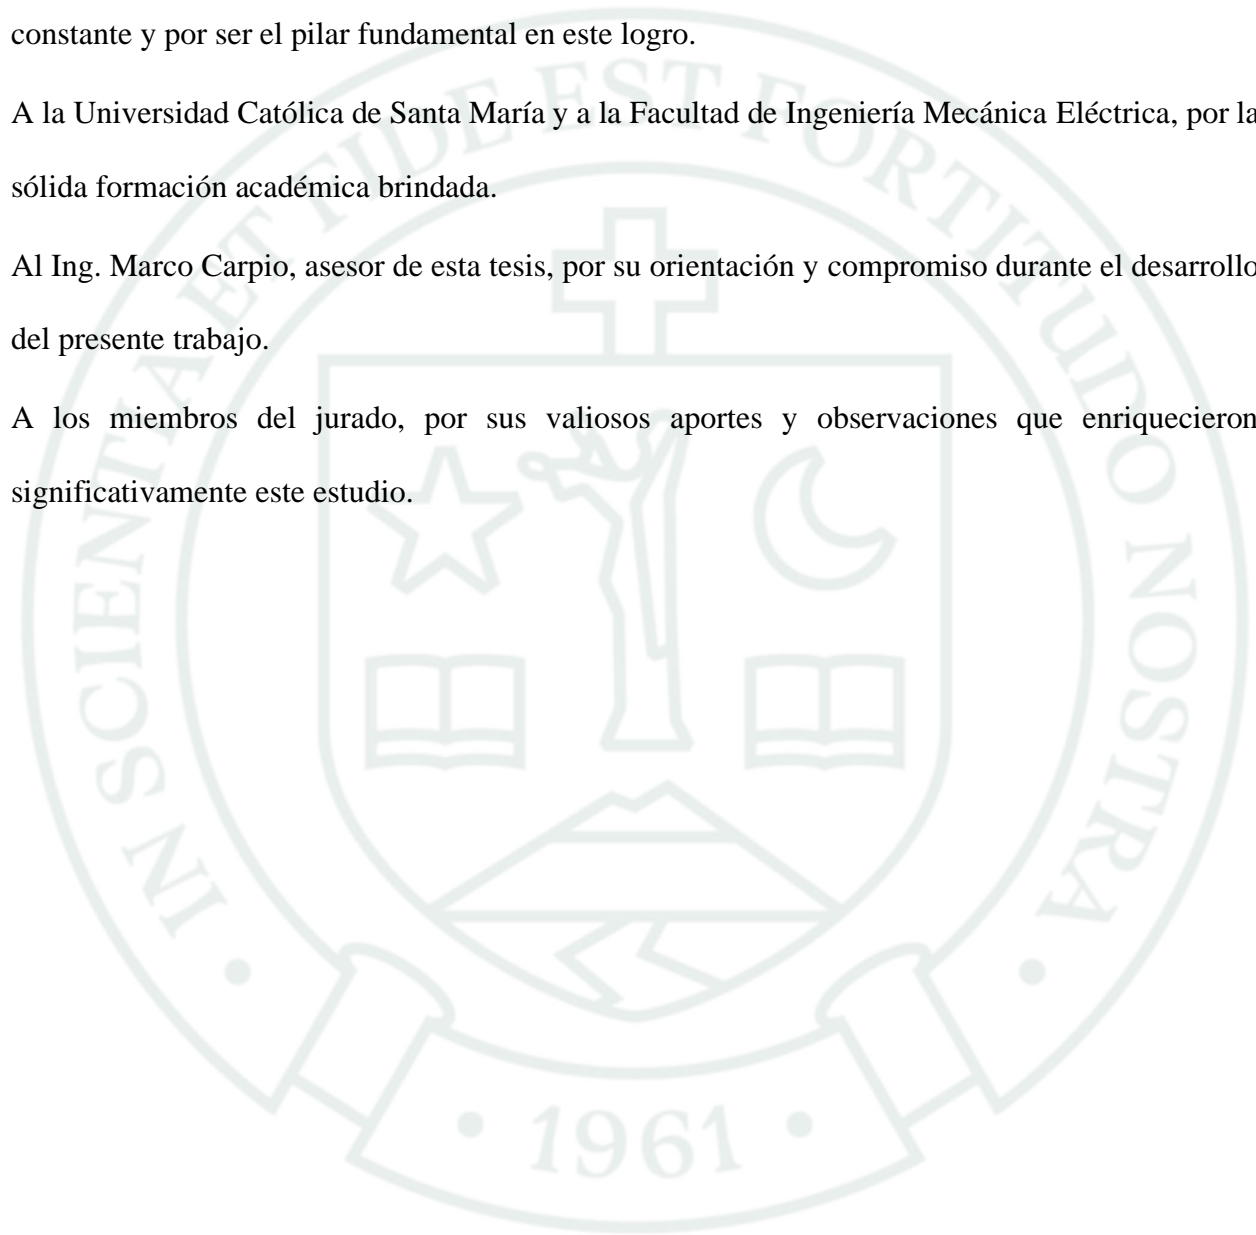 constante y por ser el pilar fundamental en este logro.
A la Universidad Católica de Santa María y a la Facultad de Ingeniería Mecánica Eléctrica, por la
sólida formación académica brindada.
Al Ing. Marco Carpio, asesor de esta tesis, por su orientación y compromiso durante el desarrollo
del presente trabajo.
A los miembros del jurado, por sus valiosos aportes y observaciones que enriquecieron
significativamente este estudio.
IN SCIENTIA ET FIDE EST FORTITUDO NOSTRA
• 1961 •